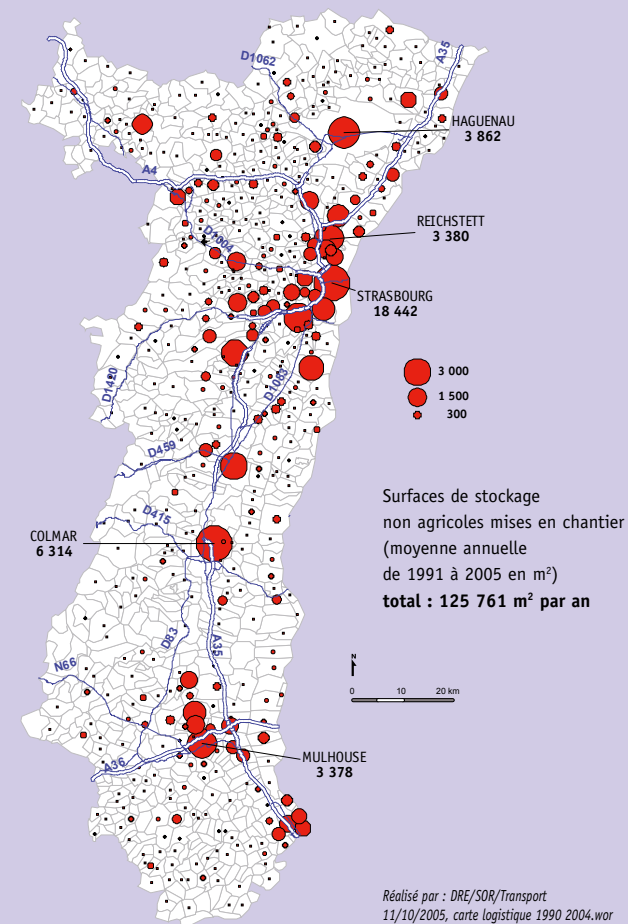 D1062
A35
HAGUENAU
3 862
A4
REICHSTETT
3 380
D1004
STRASBOURG
18 442
3 000
1 500
300
D1420
D1083
D459
Surfaces de stockage
non agricoles mises en chantier
(moyenne annuelle
de 1991 à 2005 en m²)
total : 125 761 m² par an
D415
COLMAR
6 314
D83
A35
N66
N
0 10 20 km
MULHOUSE
3 378
A36
Réalisé par : DRE/SOR/Transport
11/10/2005, carte logistique 1990 2004.wor